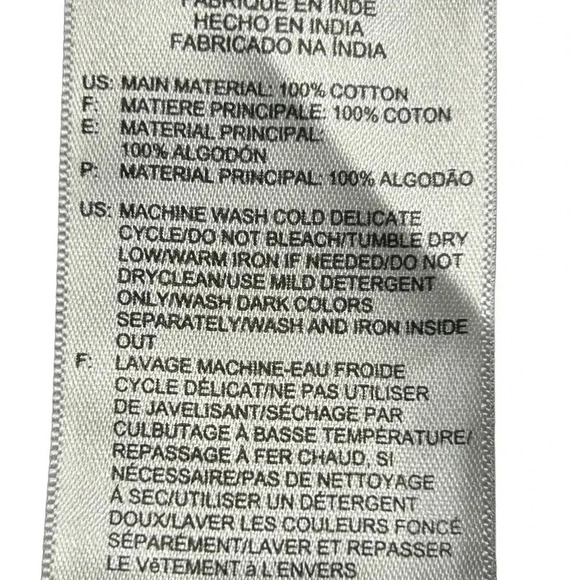 FABRIQUÉ EN INDE
HECHO EN INDIA
FABRICADO NA ÍNDIA
US: MAIN MATERIAL: 100% COTTON
F: MATIERE PRINCIPALE: 100% COTON
E: MATERIAL PRINCIPAL:
100% ALGODÓN
P: MATERIAL PRINCIPAL: 100% ALGODÃO
US: MACHINE WASH COLD DELICATE
CYCLE/DO NOT BLEACH/TUMBLE DRY
LOW/WARM IRON IF NEEDED/DO NOT
DRYCLEAN/USE MILD DETERGENT
ONLY/WASH DARK COLORS
SEPARATELY/WASH AND IRON INSIDE
OUT
F: LAVAGE MACHINE-EAU FROIDE
CYCLE DÉLICAT/NE PAS UTILISER
DE JAVELISANT/SÉCHAGE PAR
CULBUTAGE À BASSE TEMPÉRATURE/
REPASSAGE À FER CHAUD, SI
NÉCESSAIRE/PAS DE NETTOYAGE
À SEC/UTILISER UN DÉTERGENT
DOUX/LAVER LES COULEURS FONCÉ
SÉPARÉMENT/LAVER ET REPASSER
LE VêTEMENT à L'ENVERS